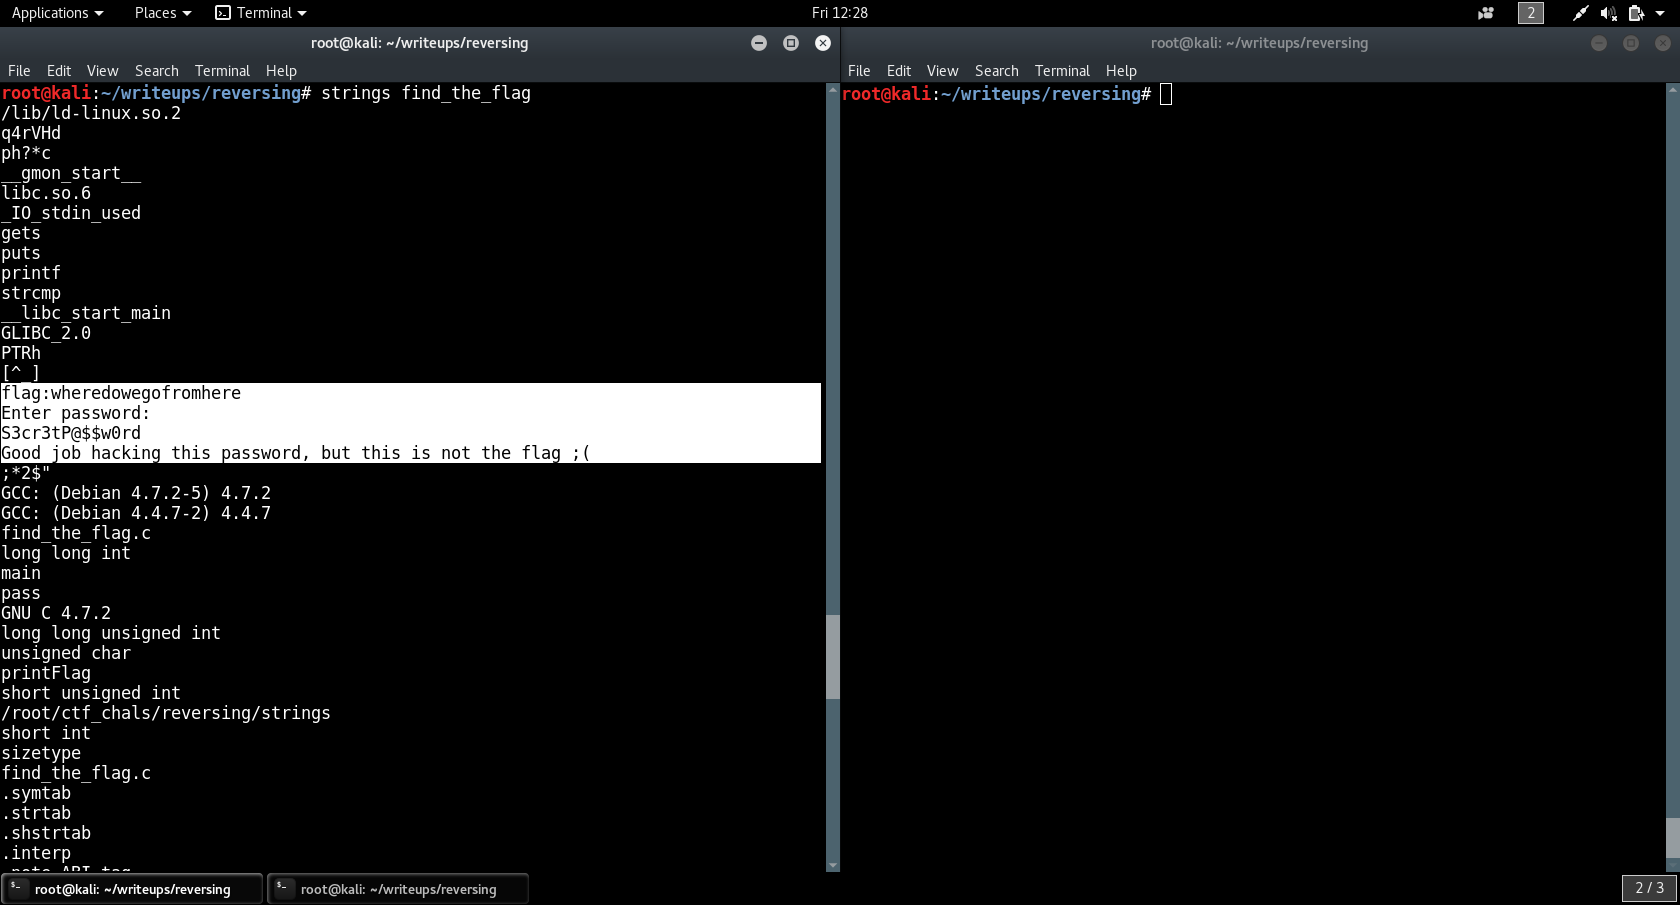 Applications Places Terminal Fri 12:28 2
root@kali: ~/writeups/reversing
File Edit View Search Terminal Help
root@kali:~/writeups/reversing# strings find_the_flag
/lib/ld-linux.so.2
q4rVHd
ph?*c
__gmon_start__
libc.so.6
_IO_stdin_used
gets
puts
printf
strcmp
__libc_start_main
GLIBC_2.0
PTRh
[^_]
flag:wheredowegofromhere
Enter password:
S3cr3tP@$$w0rd
Good job hacking this password, but this is not the flag ;(
;*2$"
GCC: (Debian 4.7.2-5) 4.7.2
GCC: (Debian 4.4.7-2) 4.4.7
find_the_flag.c
long long int
main
pass
GNU C 4.7.2
long long unsigned int
unsigned char
printFlag
short unsigned int
/root/ctf_chals/reversing/strings
short int
sizetype
find_the_flag.c
.symtab
.strtab
.shstrtab
.interp
.note.ABI-tag
root@kali: ~/writeups/reversing
File Edit View Search Terminal Help
root@kali:~/writeups/reversing#
root@kali: ~/writeups/reversing root@kali: ~/writeups/reversing 2 / 3